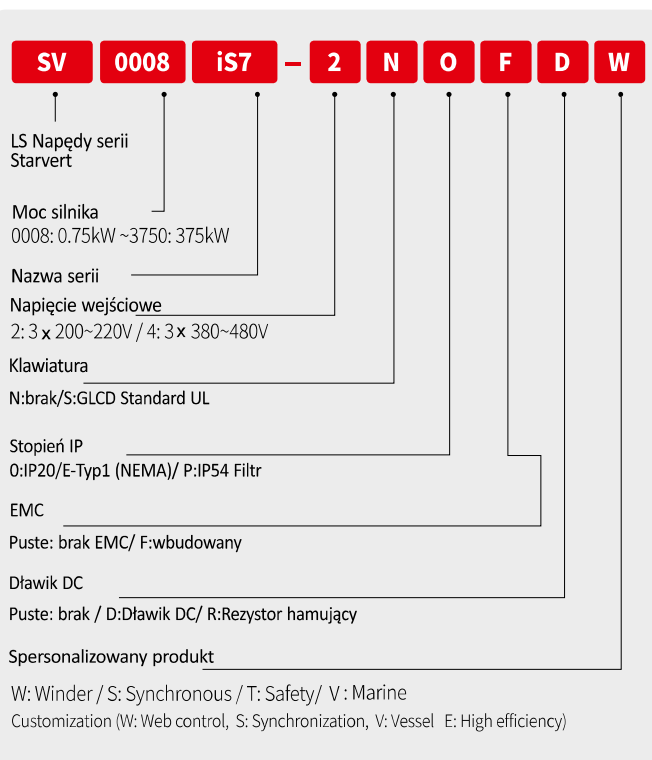 SV 0008 iS7 – 2 N O F D W
LS Napędy serii
Starvert
Moc silnika
0008: 0.75kW ~3750: 375kW
Nazwa serii
Napięcie wejściowe
2: 3 x 200~220V / 4: 3 x 380~480V
Klawiatura
N:brak/S:GLCD Standard UL
Stopień IP
0:IP20/E-Typ1 (NEMA)/ P:IP54 Filtr
EMC
Puste: brak EMC/ F:wbudowany
Dławik DC
Puste: brak / D:Dławik DC/ R:Rezystor hamujący
Spersonalizowany produkt
W: Winder / S: Synchronous / T: Safety/ V : Marine
Customization (W: Web control, S: Synchronization, V: Vessel E: High efficiency)